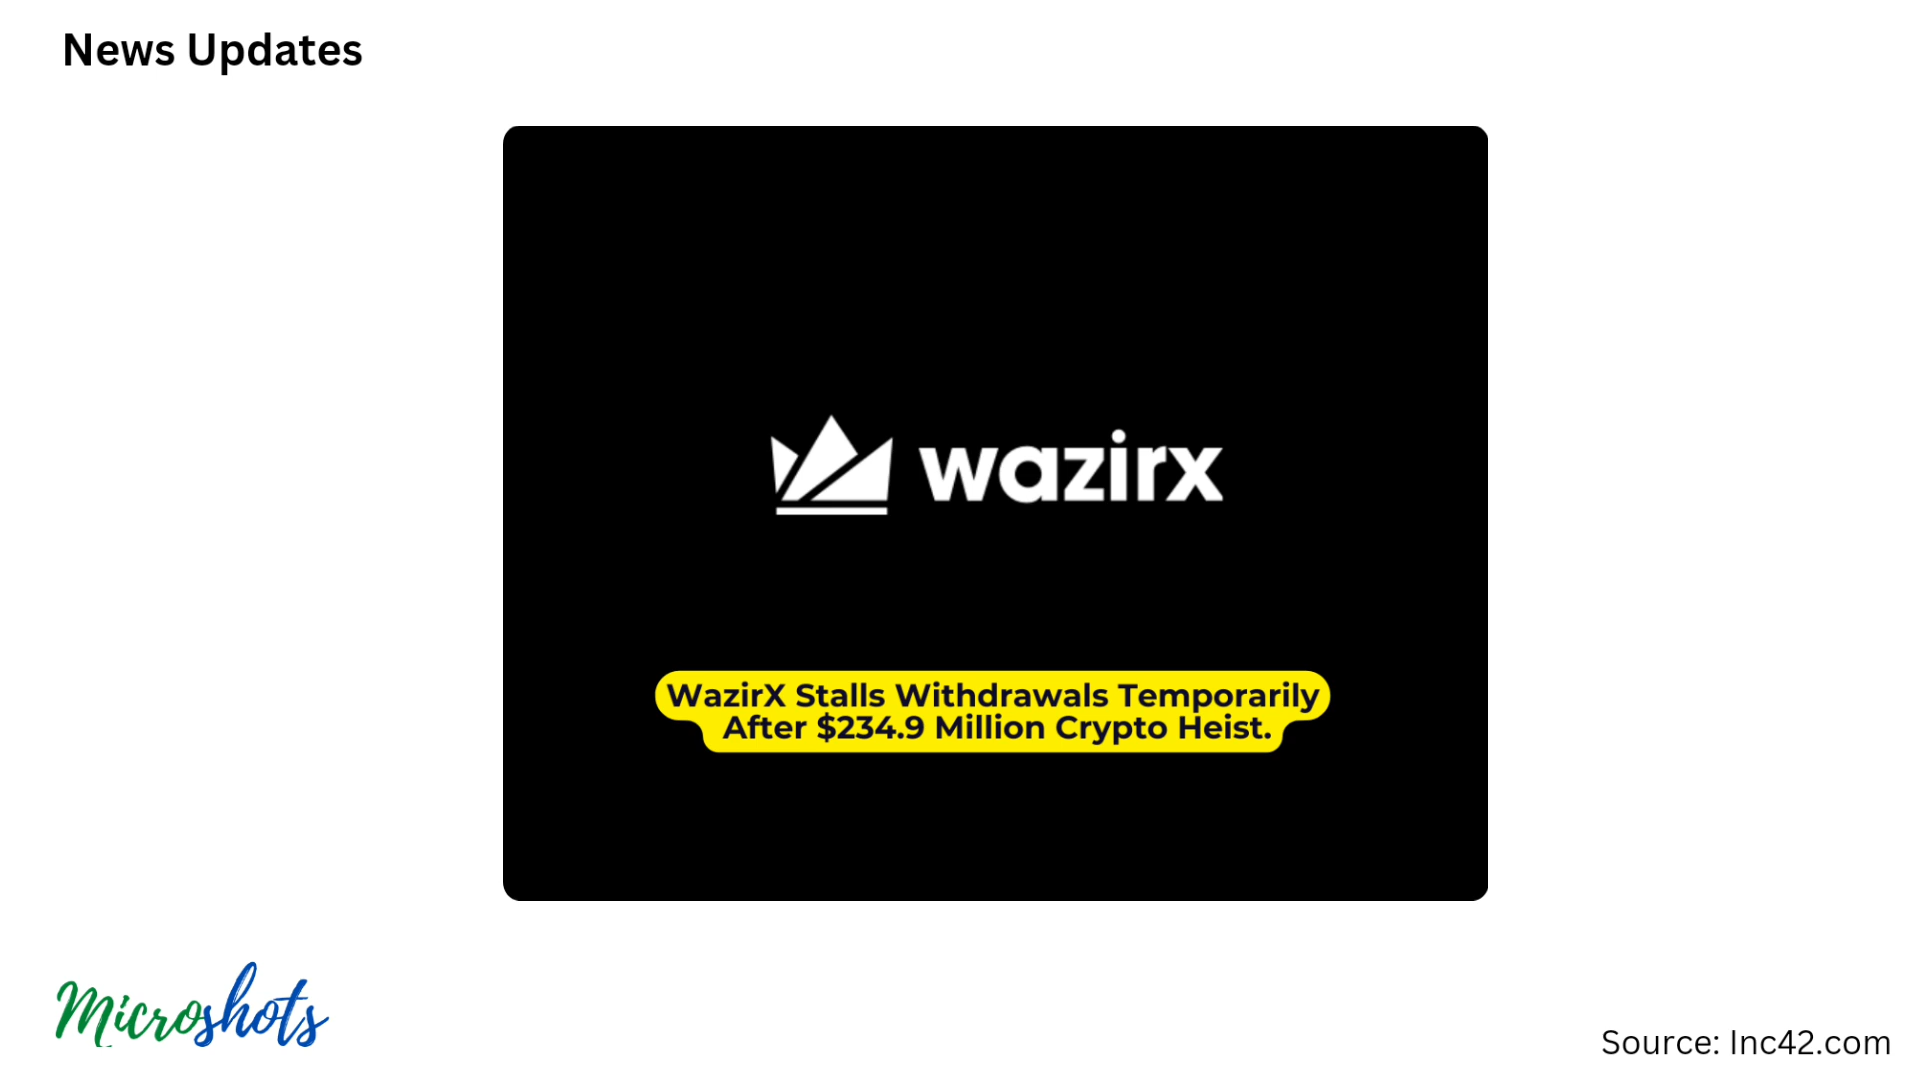 News Updates
wazirx
WazirX Stalls Withdrawals Temporarily
After $234.9 Million Crypto Heist.
Microshots
Source: Inc42.com